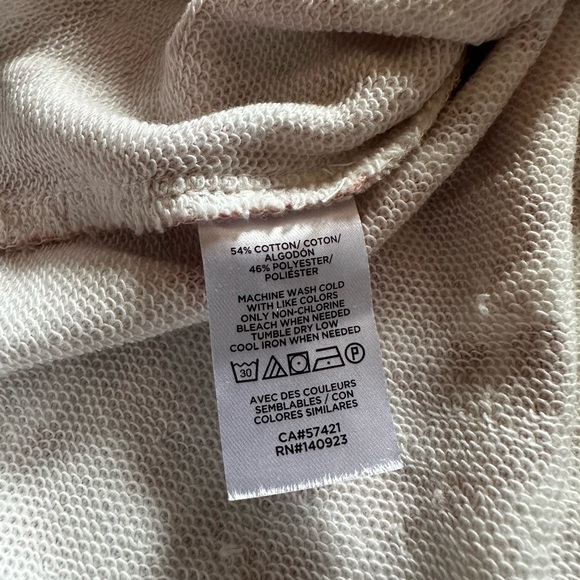 54% COTTON/ COTON/
ALGODÓN
46% POLYESTER/
POLIÉSTER
MACHINE WASH COLD
WITH LIKE COLORS
ONLY NON-CHLORINE
BLEACH WHEN NEEDED
TUMBLE DRY LOW
COOL IRON WHEN NEEDED
30 P
AVEC DES COULEURS
SEMBLABLES / CON
COLORES SIMILARES
CA#57421
RN#140923